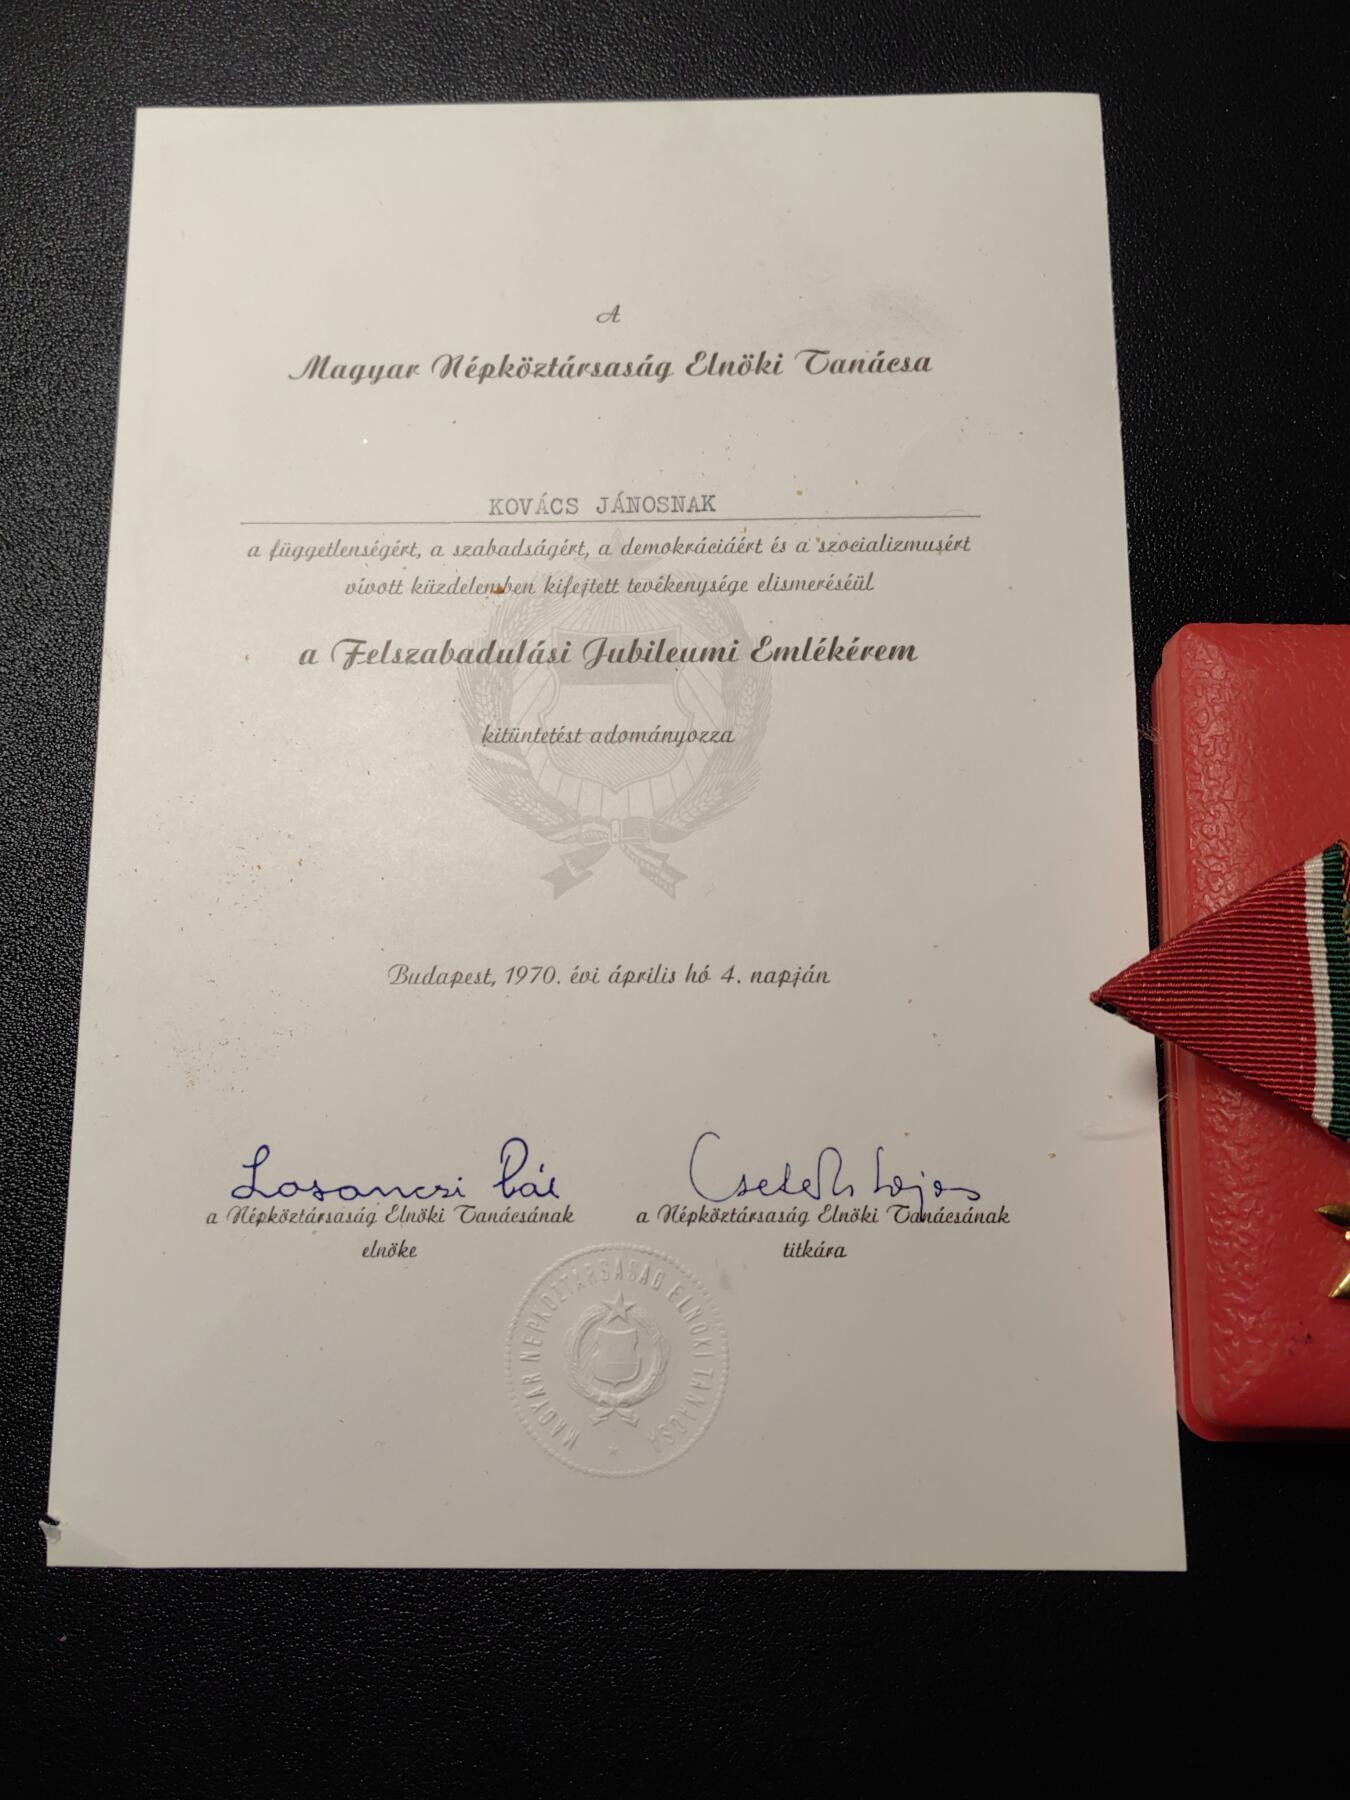 A
Magyar Népköztársaság Elnöki Tanácsa
KOVÁCS JÁNOSNAK
a függetlenségért, a szabadságért, a demokráciáért és a szocializmusért
vívott küzdelemben kifejtett tevékenysége elismeréséül
a Felszabadulási Jubileumi Emlékérem
kitüntetést adományozza
Budapest, 1970. évi április hó 4. napján
Losonczi Pál
Cseterki Lajos
a Népköztársaság Elnöki Tanácsának
a Népköztársaság Elnöki Tanácsának
elnöke
titkára
MAGYAR NÉPKÖZTÁRSASÁG ELNÖKI TANÁCSA